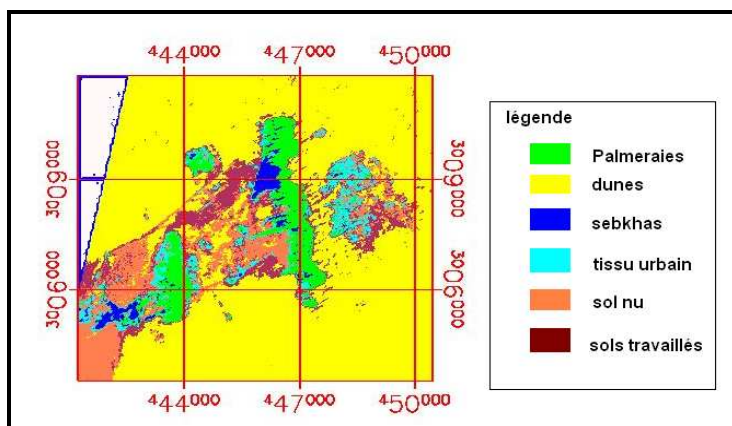 444000 447000 450000
légende
Palmeraies
dunes
sebkhas
tissu urbain
sol nu
sols travaillés
3009000
3009000
3006000
3006000
444000 447000 450000